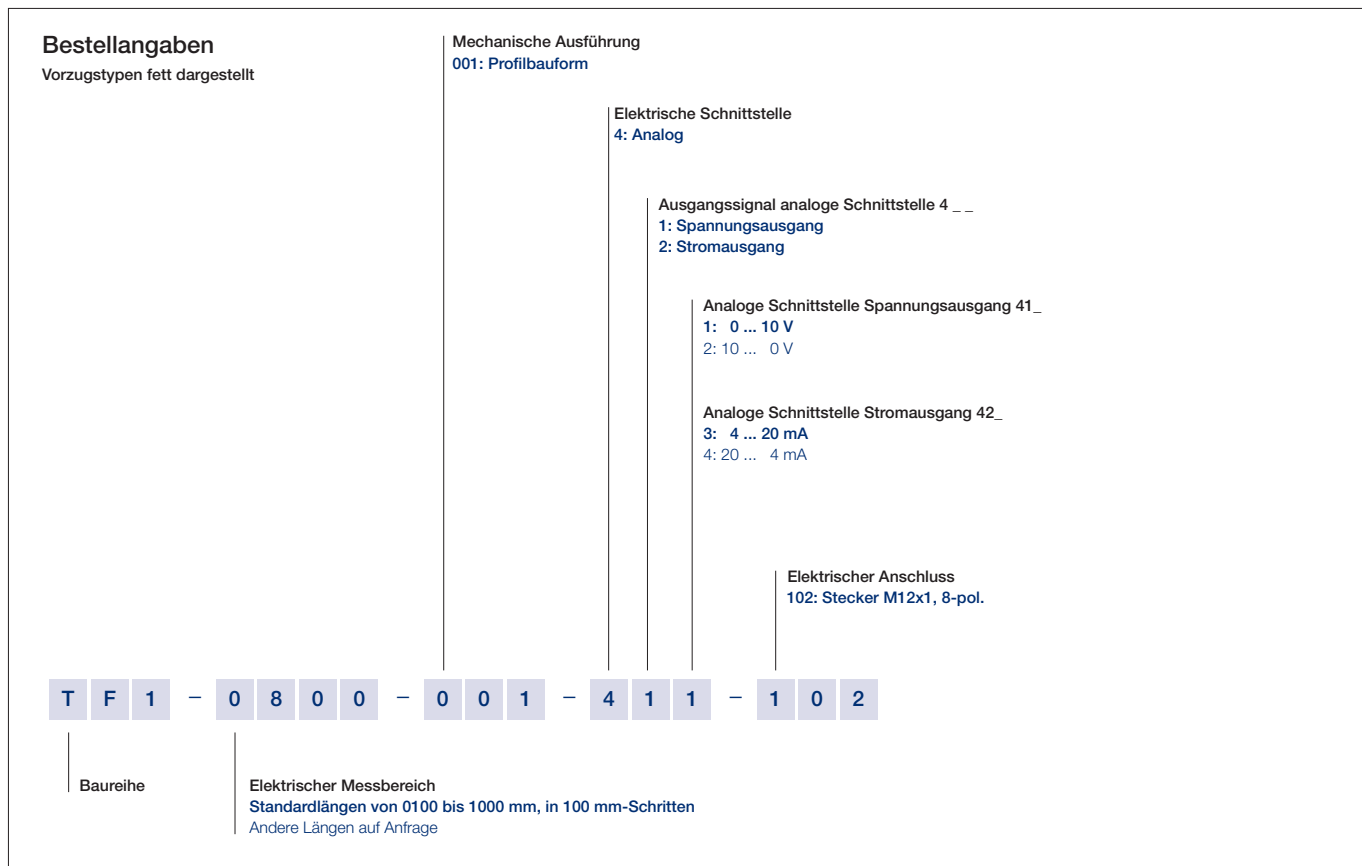 Bestellangaben
Vorzugstypen fett dargestellt
Mechanische Ausführung
001: Profilbauform
Elektrische Schnittstelle
4: Analog
Ausgangssignal analoge Schnittstelle 4 _ _
1: Spannungsausgang
2: Stromausgang
Analoge Schnittstelle Spannungsausgang 41_
1: 0 ... 10 V
2: 10 ... 0 V
Analoge Schnittstelle Stromausgang 42_
3: 4 ... 20 mA
4: 20 ... 4 mA
Elektrischer Anschluss
102: Stecker M12x1, 8-pol.
T F 1 – 0 8 0 0 – 0 0 1 – 4 1 1 – 1 0 2
Baureihe
Elektrischer Messbereich
Standardlängen von 0100 bis 1000 mm, in 100 mm-Schritten
Andere Längen auf Anfrage